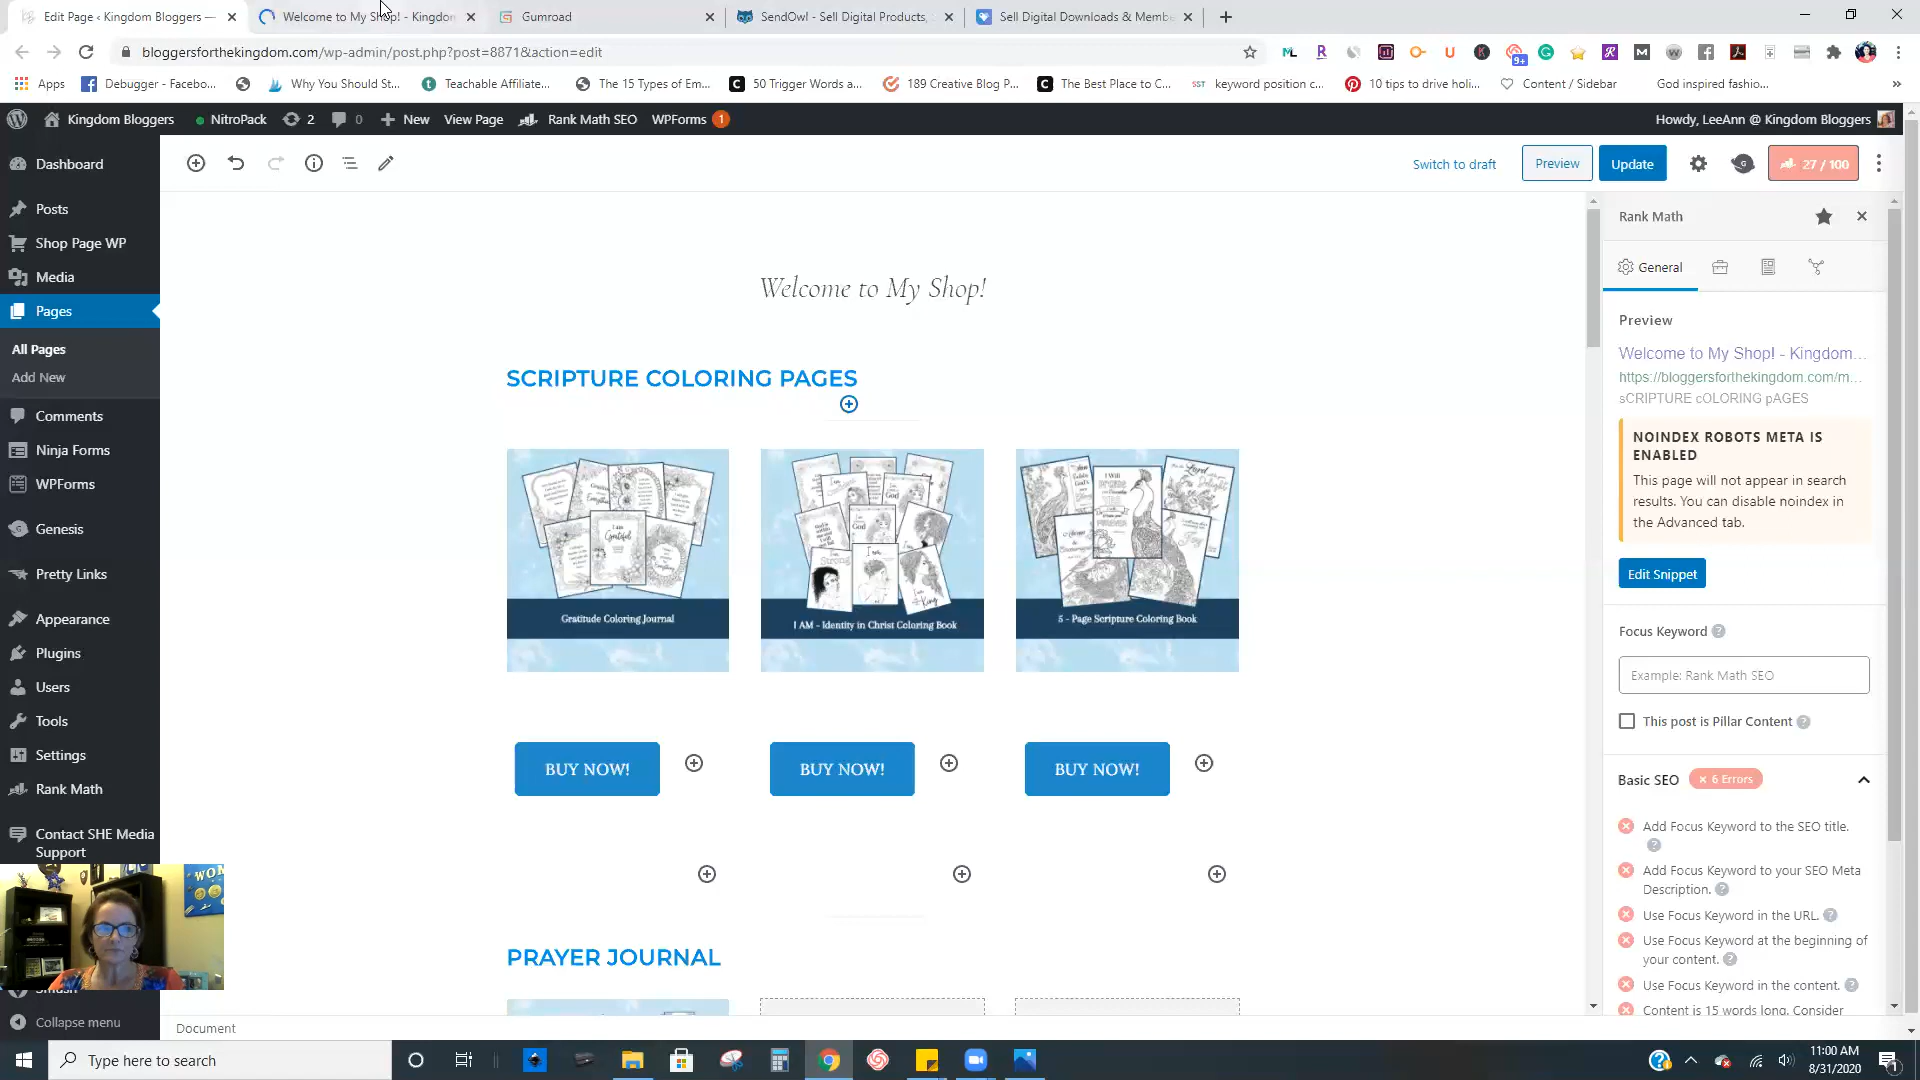 Edit Page ‹ Kingdom Bloggers —
Welcome to My Shop! - Kingdon
Gumroad
SendOwl - Sell Digital Products,
Sell Digital Downloads & Membe
bloggersforthekingdom.com/wp-admin/post.php?post=8871&action=edit
Apps
Debugger - Facebo...
Why You Should St...
Teachable Affiliate...
The 15 Types of Em...
50 Trigger Words a...
189 Creative Blog P...
The Best Place to C...
keyword position c...
10 tips to drive holi...
Content / Sidebar
God inspired fashio...
Kingdom Bloggers
NitroPack
2
0
New
View Page
Rank Math SEO
WPForms 1
Howdy, LeeAnn @ Kingdom Bloggers
Dashboard
Posts
Shop Page WP
Media
Pages
All Pages
Add New
Comments
Ninja Forms
WPForms
Genesis
Pretty Links
Appearance
Plugins
Users
Tools
Settings
Rank Math
Contact SHE Media
Support
Collapse menu
Switch to draft
Preview
Update
27 / 100
Welcome to My Shop!
SCRIPTURE COLORING PAGES
Gratitude Coloring Journal
I AM - Identity in Christ Coloring Book
5 - Page Scripture Coloring Book
BUY NOW!
BUY NOW!
BUY NOW!
PRAYER JOURNAL
Document
Rank Math
General
Preview
Welcome to My Shop! - Kingdom...
https://bloggersforthekingdom.com/m...
sCRIPTURE cOLORING pAGES
NOINDEX ROBOTS META IS
ENABLED
This page will not appear in search
results. You can disable noindex in
the Advanced tab.
Edit Snippet
Focus Keyword
Example: Rank Math SEO
This post is Pillar Content
Basic SEO
× 6 Errors
Add Focus Keyword to the SEO title.
Add Focus Keyword to your SEO Meta
Description.
Use Focus Keyword in the URL.
Use Focus Keyword at the beginning of
your content.
Use Focus Keyword in the content.
Content is 15 words long. Consider
Type here to search
11:00 AM
8/31/2020